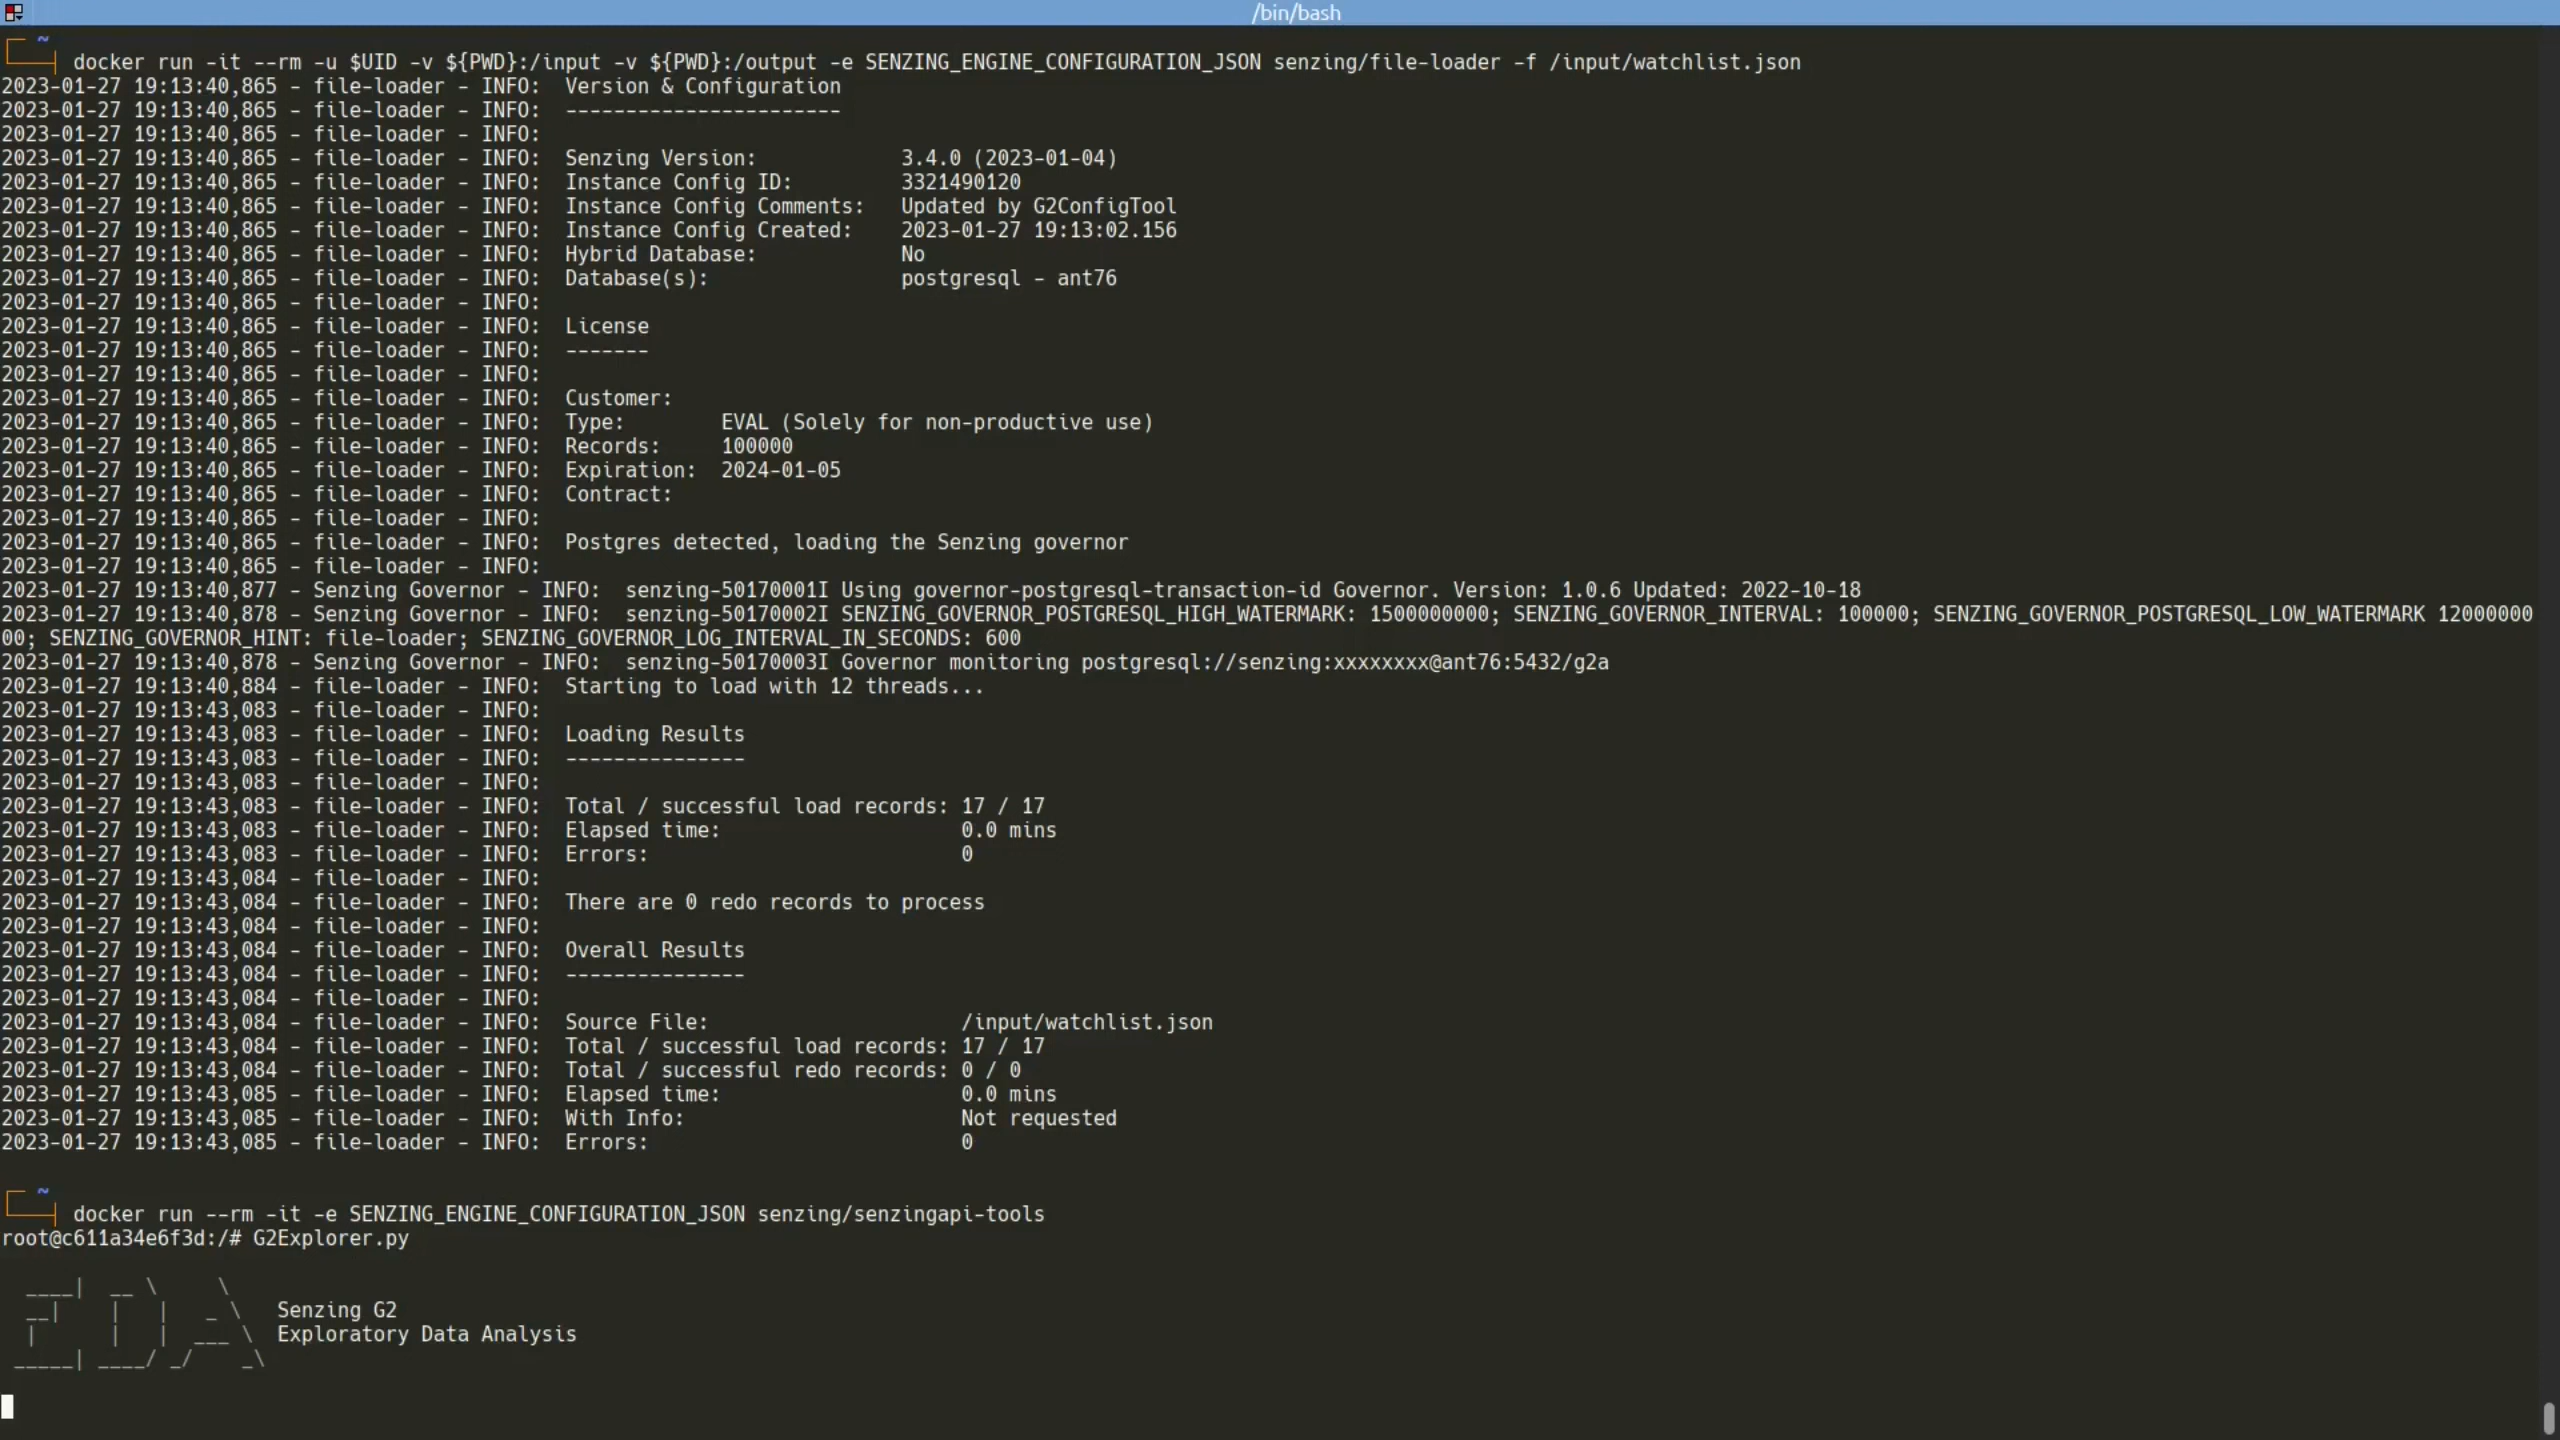 /bin/bash
~
docker run -it --rm -u $UID -v ${PWD}:/input -v ${PWD}:/output -e SENZING_ENGINE_CONFIGURATION_JSON senzing/file-loader -f /input/watchlist.json
2023-01-27 19:13:40,865 - file-loader - INFO:  Version & Configuration
2023-01-27 19:13:40,865 - file-loader - INFO:  -----------------------
2023-01-27 19:13:40,865 - file-loader - INFO:
2023-01-27 19:13:40,865 - file-loader - INFO:  Senzing Version:            3.4.0 (2023-01-04)
2023-01-27 19:13:40,865 - file-loader - INFO:  Instance Config ID:         3321490120
2023-01-27 19:13:40,865 - file-loader - INFO:  Instance Config Comments:   Updated by G2ConfigTool
2023-01-27 19:13:40,865 - file-loader - INFO:  Instance Config Created:    2023-01-27 19:13:02.156
2023-01-27 19:13:40,865 - file-loader - INFO:  Hybrid Database:            No
2023-01-27 19:13:40,865 - file-loader - INFO:  Database(s):                postgresql - ant76
2023-01-27 19:13:40,865 - file-loader - INFO:
2023-01-27 19:13:40,865 - file-loader - INFO:  License
2023-01-27 19:13:40,865 - file-loader - INFO:  -------
2023-01-27 19:13:40,865 - file-loader - INFO:
2023-01-27 19:13:40,865 - file-loader - INFO:  Customer:
2023-01-27 19:13:40,865 - file-loader - INFO:  Type:        EVAL (Solely for non-productive use)
2023-01-27 19:13:40,865 - file-loader - INFO:  Records:     100000
2023-01-27 19:13:40,865 - file-loader - INFO:  Expiration:  2024-01-05
2023-01-27 19:13:40,865 - file-loader - INFO:  Contract:
2023-01-27 19:13:40,865 - file-loader - INFO:
2023-01-27 19:13:40,865 - file-loader - INFO:  Postgres detected, loading the Senzing governor
2023-01-27 19:13:40,865 - file-loader - INFO:
2023-01-27 19:13:40,877 - Senzing Governor - INFO:  senzing-50170001I Using governor-postgresql-transaction-id Governor. Version: 1.0.6 Updated: 2022-10-18
2023-01-27 19:13:40,878 - Senzing Governor - INFO:  senzing-50170002I SENZING_GOVERNOR_POSTGRESQL_HIGH_WATERMARK: 1500000000; SENZING_GOVERNOR_INTERVAL: 100000; SENZING_GOVERNOR_POSTGRESQL_LOW_WATERMARK 12000000
00; SENZING_GOVERNOR_HINT: file-loader; SENZING_GOVERNOR_LOG_INTERVAL_IN_SECONDS: 600
2023-01-27 19:13:40,878 - Senzing Governor - INFO:  senzing-50170003I Governor monitoring postgresql://senzing:xxxxxxxx@ant76:5432/g2a
2023-01-27 19:13:40,884 - file-loader - INFO:  Starting to load with 12 threads...
2023-01-27 19:13:43,083 - file-loader - INFO:
2023-01-27 19:13:43,083 - file-loader - INFO:  Loading Results
2023-01-27 19:13:43,083 - file-loader - INFO:  ---------------
2023-01-27 19:13:43,083 - file-loader - INFO:
2023-01-27 19:13:43,083 - file-loader - INFO:  Total / successful load records: 17 / 17
2023-01-27 19:13:43,083 - file-loader - INFO:  Elapsed time:                    0.0 mins
2023-01-27 19:13:43,083 - file-loader - INFO:  Errors:                          0
2023-01-27 19:13:43,084 - file-loader - INFO:
2023-01-27 19:13:43,084 - file-loader - INFO:  There are 0 redo records to process
2023-01-27 19:13:43,084 - file-loader - INFO:
2023-01-27 19:13:43,084 - file-loader - INFO:  Overall Results
2023-01-27 19:13:43,084 - file-loader - INFO:  ---------------
2023-01-27 19:13:43,084 - file-loader - INFO:
2023-01-27 19:13:43,084 - file-loader - INFO:  Source File:                     /input/watchlist.json
2023-01-27 19:13:43,084 - file-loader - INFO:  Total / successful load records: 17 / 17
2023-01-27 19:13:43,084 - file-loader - INFO:  Total / successful redo records: 0 / 0
2023-01-27 19:13:43,085 - file-loader - INFO:  Elapsed time:                    0.0 mins
2023-01-27 19:13:43,085 - file-loader - INFO:  With Info:                       Not requested
2023-01-27 19:13:43,085 - file-loader - INFO:  Errors:                          0
~
docker run --rm -it -e SENZING_ENGINE_CONFIGURATION_JSON senzing/senzingapi-tools
root@c611a34e6f3d:/# G2Explorer.py
EDA
Senzing G2
Exploratory Data Analysis